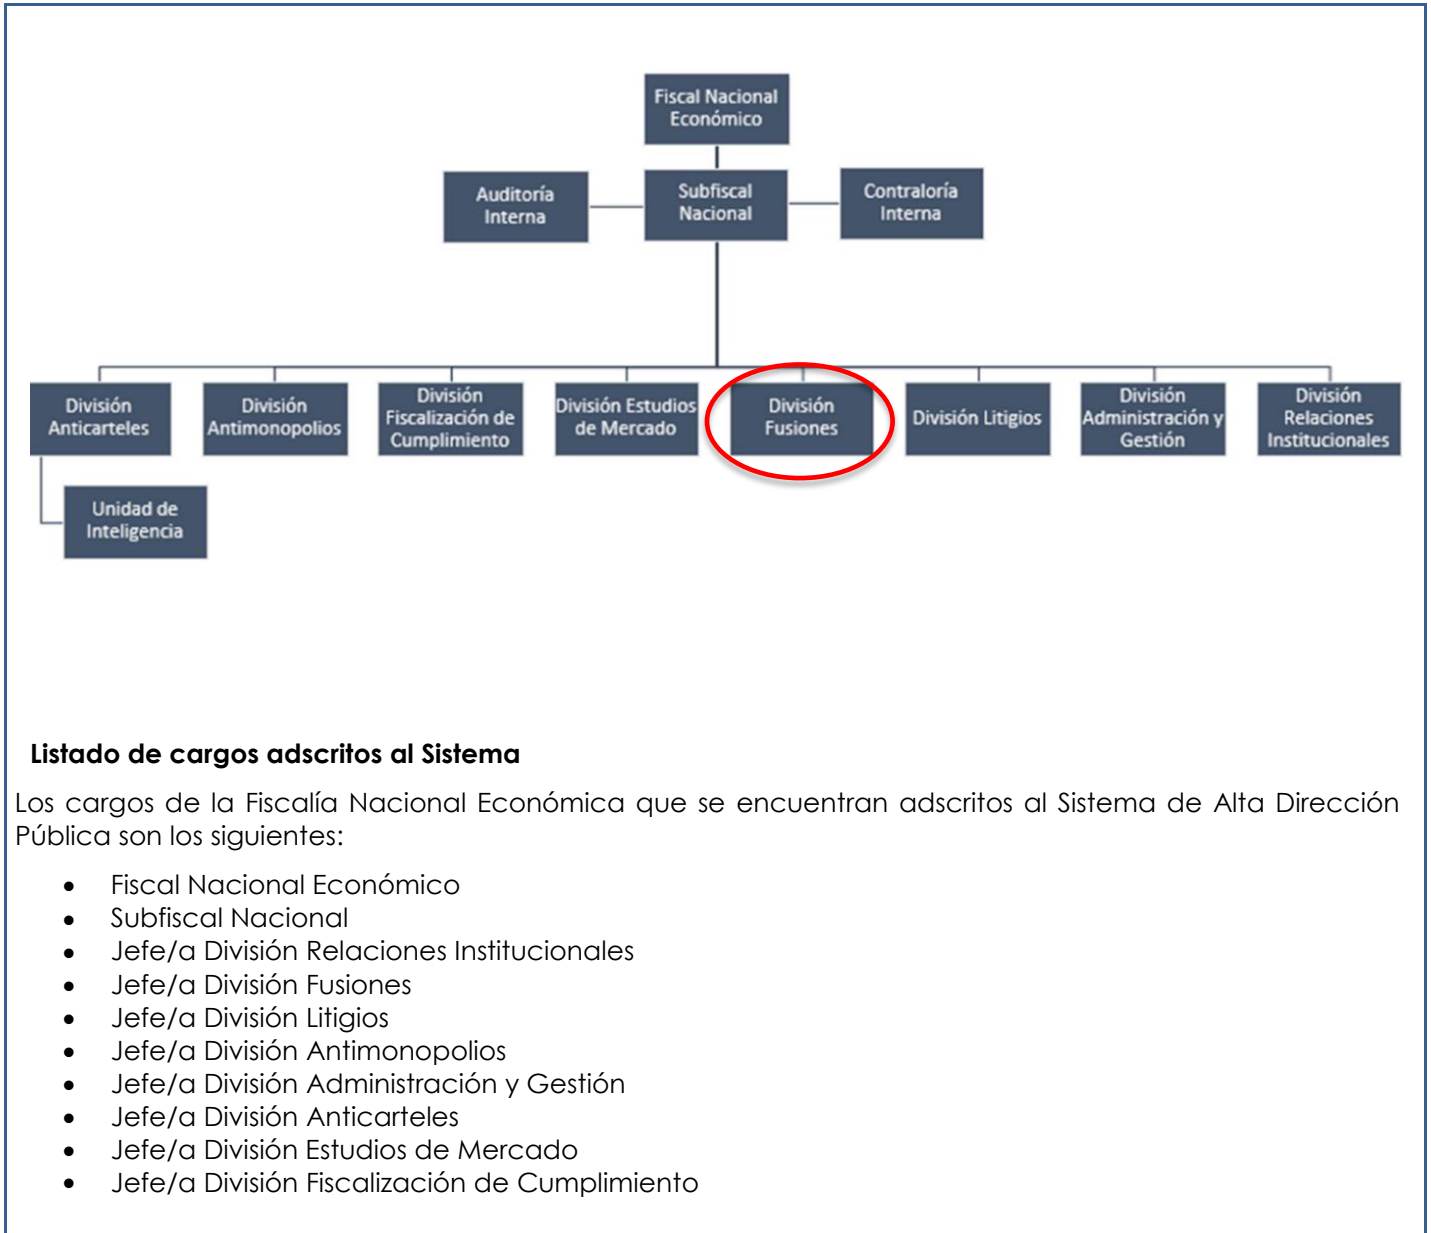 Fiscal Nacional
Económico
Auditoría
Interna
Subfiscal
Nacional
Contraloría
Interna
División
Anticarteles
División
Antimonopolios
División
Fiscalización de
Cumplimiento
División Estudios
de Mercado
División
Fusiones
División Litigios
División
Administración y
Gestión
División
Relaciones
Institucionales
Unidad de
Inteligencia
Listado de cargos adscritos al Sistema
Los cargos de la Fiscalía Nacional Económica que se encuentran adscritos al Sistema de Alta Dirección
Pública son los siguientes:
• Fiscal Nacional Económico
• Subfiscal Nacional
• Jefe/a División Relaciones Institucionales
• Jefe/a División Fusiones
• Jefe/a División Litigios
• Jefe/a División Antimonopolios
• Jefe/a División Administración y Gestión
• Jefe/a División Anticarteles
• Jefe/a División Estudios de Mercado
• Jefe/a División Fiscalización de Cumplimiento